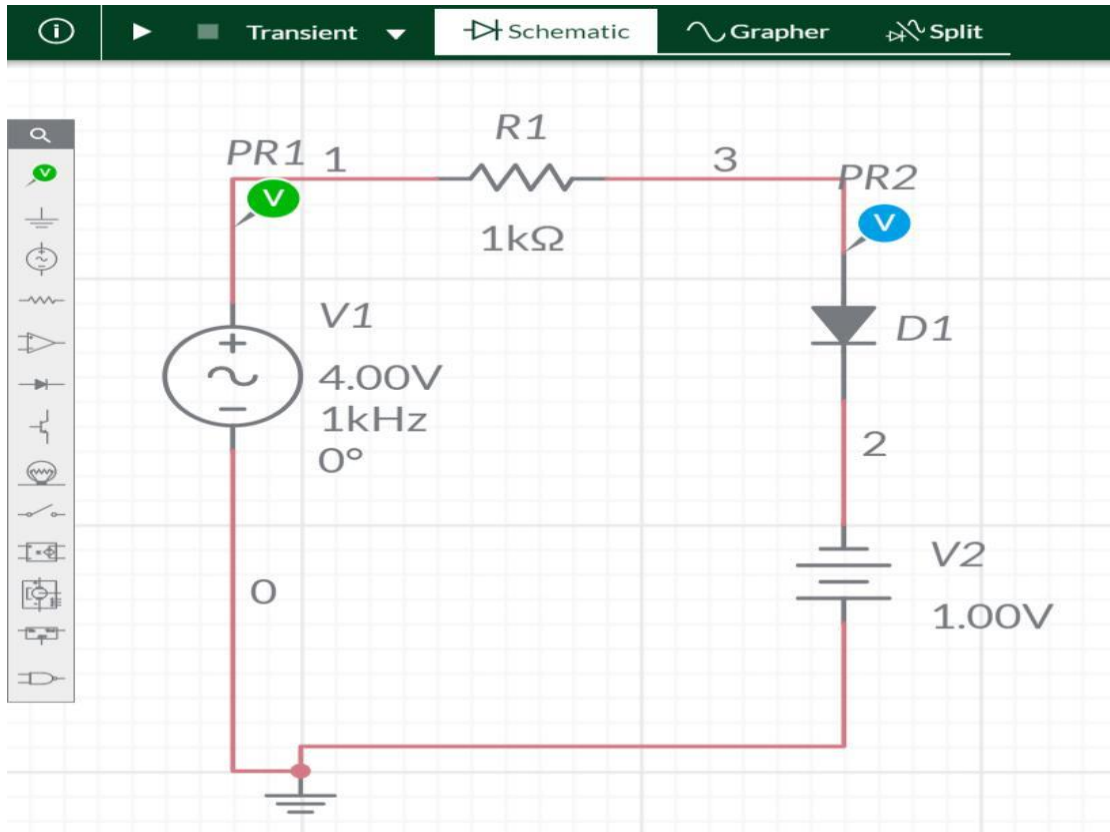 Transient
Schematic
Grapher
Split
R1
PR1
1
3
PR2
V
V
1kΩ
V1
D1
4.00V
1kHz
0°
2
V2
0
1.00V